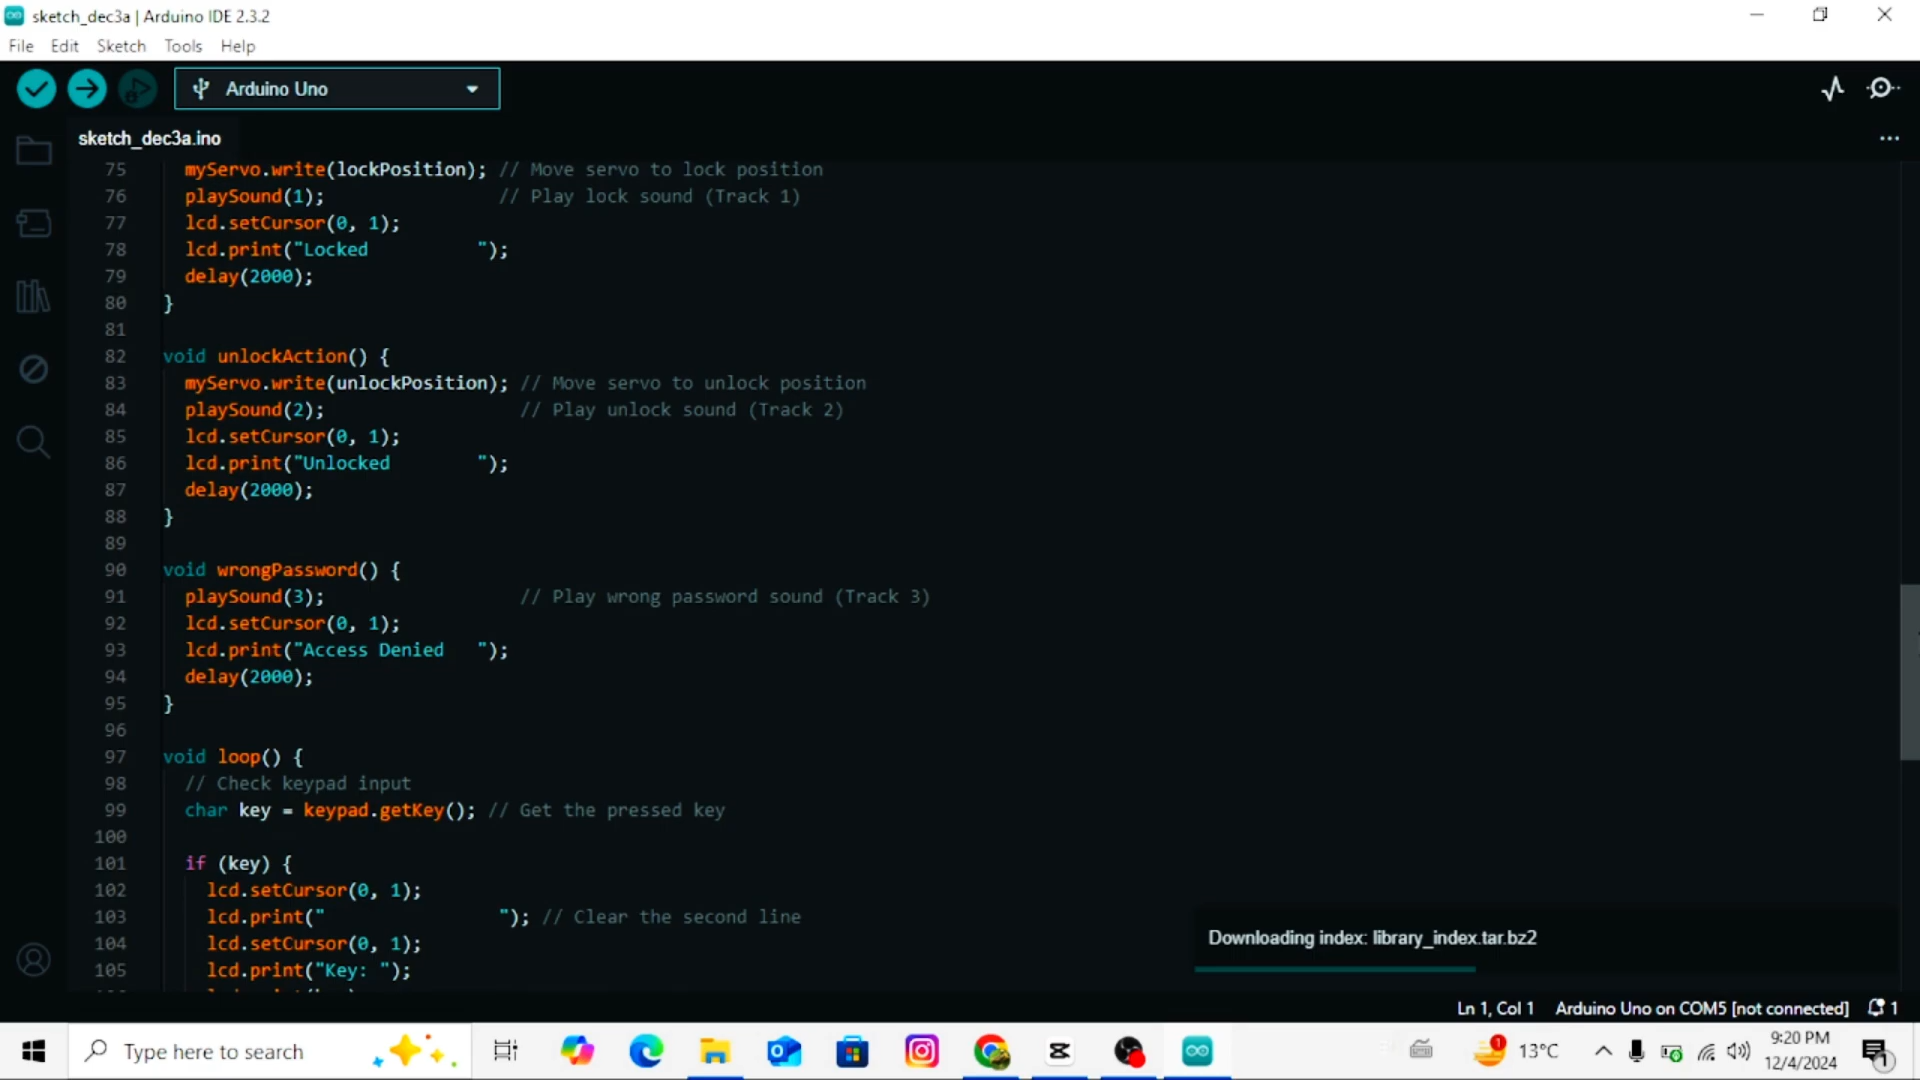 sketch_dec3a | Arduino IDE 2.3.2
File Edit Sketch Tools Help
Arduino Uno
sketch_dec3a.ino
75 myServo.write(lockPosition); // Move servo to lock position
76 playSound(1); // Play lock sound (Track 1)
77 lcd.setCursor(0, 1);
78 lcd.print("Locked          ");
79 delay(2000);
80 }
81
82 void unlockAction() {
83 myServo.write(unlockPosition); // Move servo to unlock position
84 playSound(2); // Play unlock sound (Track 2)
85 lcd.setCursor(0, 1);
86 lcd.print("Unlocked        ");
87 delay(2000);
88 }
89
90 void wrongPassword() {
91 playSound(3); // Play wrong password sound (Track 3)
92 lcd.setCursor(0, 1);
93 lcd.print("Access Denied   ");
94 delay(2000);
95 }
96
97 void loop() {
98 // Check keypad input
99 char key = keypad.getKey(); // Get the pressed key
100
101 if (key) {
102 lcd.setCursor(0, 1);
103 lcd.print("                "); // Clear the second line
104 lcd.setCursor(0, 1);
105 lcd.print("Key: ");
Downloading index: library_index.tar.bz2
Ln 1, Col 1 Arduino Uno on COM5 [not connected] 1
Type here to search
1 13°C
9:20 PM
12/4/2024
1